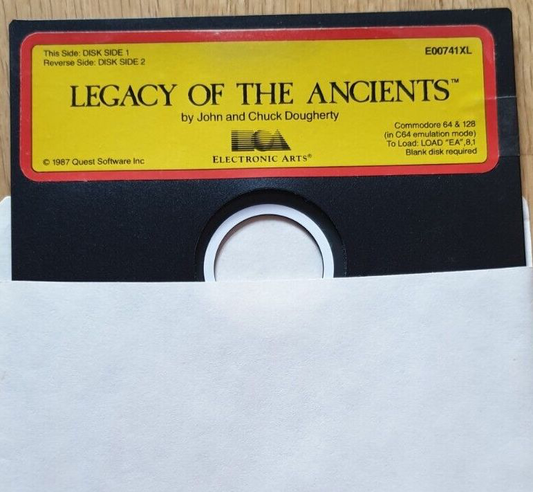 This Side: DISK SIDE 1
Reverse Side: DISK SIDE 2
E00741XL
LEGACY OF THE ANCIENTS™
by John and Chuck Dougherty
ELECTRONIC ARTS®
© 1987 Quest Software Inc
Commodore 64 & 128
(in C64 emulation mode)
To Load: LOAD "EA",8,1
Blank disk required